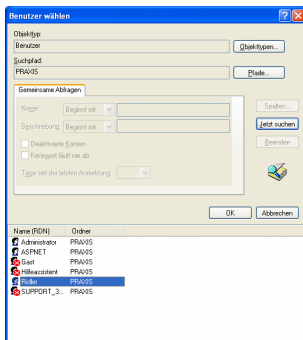 Benutzer wählen
Objekttyp:
Benutzer
Objekttypen...
Suchpfad:
PRAXIS
Pfade...
Gemeinsame Abfragen
Name:
Beginnt mit
Spalten...
Beschreibung:
Beginnt mit
Jetzt suchen
Deaktivierte Konten
Beenden
Kennwort läuft nie ab
Tage seit der letzten Anmeldung:
OK
Abbrechen
Name (RDN) Ordner
Administrator PRAXIS
ASPNET PRAXIS
Gast PRAXIS
Hilfeassistent PRAXIS
Ridler PRAXIS
SUPPORT_3... PRAXIS